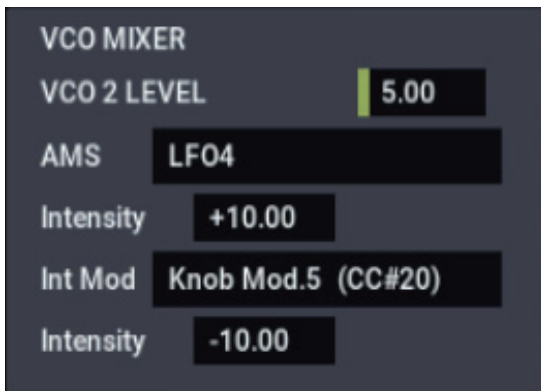 VCO MIXER
VCO 2 LEVEL 5.00
AMS LFO4
Intensity +10.00
Int Mod Knob Mod.5 (CC#20)
Intensity -10.00